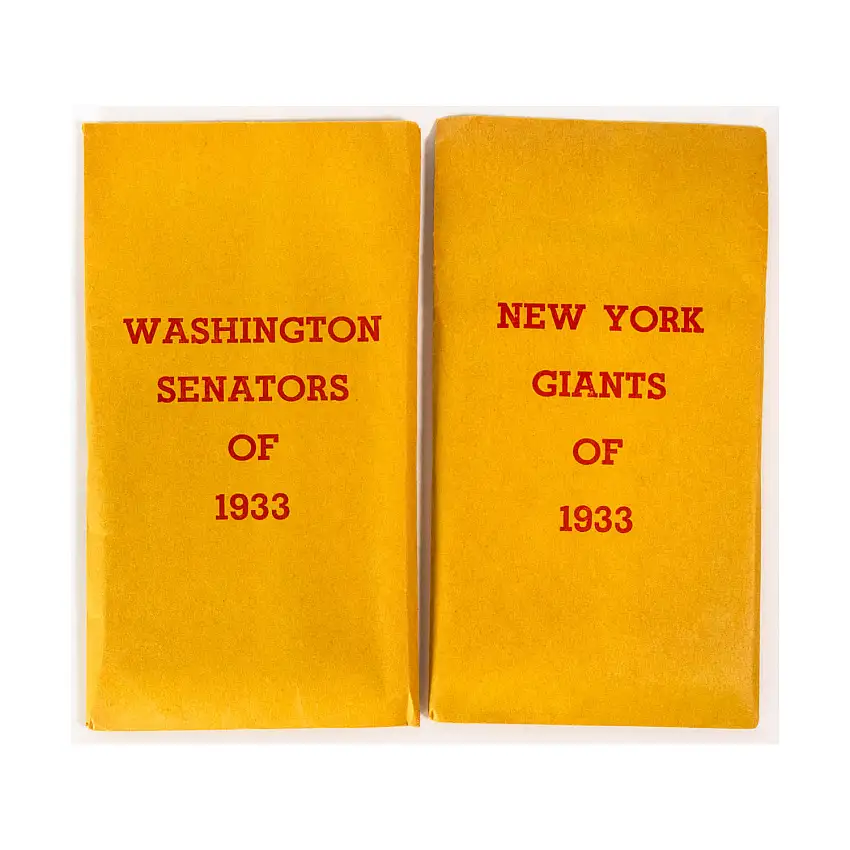 WASHINGTON
SENATORS
OF
1933
NEW YORK
GIANTS
OF
1933